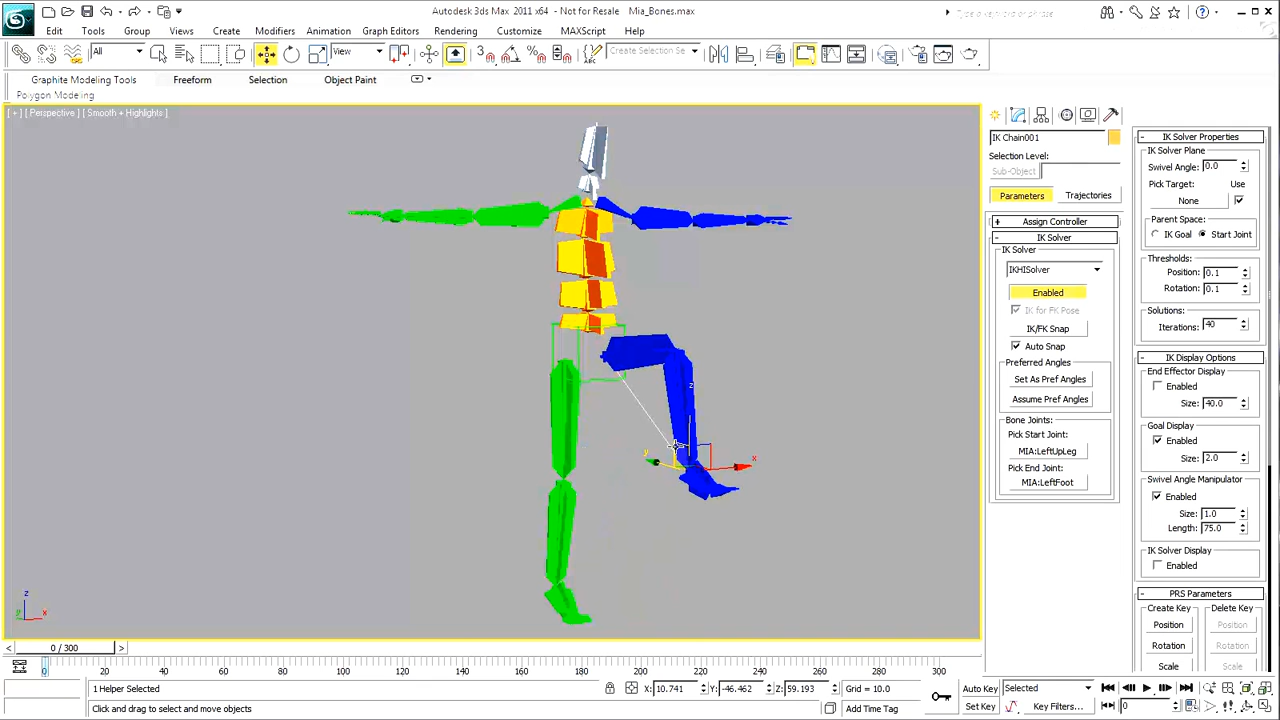 Autodesk 3ds Max 2011 x64 - Not for Resale Mia_Bones.max
Type a keyword or phrase
Edit Tools Group Views Create Modifiers Animation Graph Editors Rendering Customize MAXScript Help
All View Create Selection Se
Graphite Modeling Tools Freeform Selection Object Paint
Polygon Modeling
[ + ] [ Perspective ] [ Smooth + Highlights ]
IK Chain001
Selection Level:
Sub-Object
Parameters Trajectories
+ Assign Controller
- IK Solver
IK Solver
IKHISolver
Enabled
IK for FK Pose
IK/FK Snap
Auto Snap
Preferred Angles
Set As Pref Angles
Assume Pref Angles
Bone Joints:
Pick Start Joint:
MIA:LeftUpLeg
Pick End Joint:
MIA:LeftFoot
- IK Solver Properties
IK Solver Plane
Swivel Angle: 0.0
Pick Target: Use
None
Parent Space:
IK Goal Start Joint
Thresholds:
Position: 0.1
Rotation: 0.1
Solutions:
Iterations: 40
- IK Display Options
End Effector Display
Enabled
Size: 40.0
Goal Display
Enabled
Size: 2.0
Swivel Angle Manipulator
Enabled
Size: 1.0
Length: 75.0
IK Solver Display
Enabled
- PRS Parameters
Create Key Delete Key
Position Position
Rotation Rotation
Scale Scale
z
y x
z
y x
< 0 / 300 >
0 20 40 60 80 100 120 140 160 180 200 220 240 260 280 300
1 Helper Selected X: 10.741 Y: -46.462 Z: 59.193 Grid = 10.0 Auto Key Selected
Click and drag to select and move objects Add Time Tag Set Key Key Filters... 0